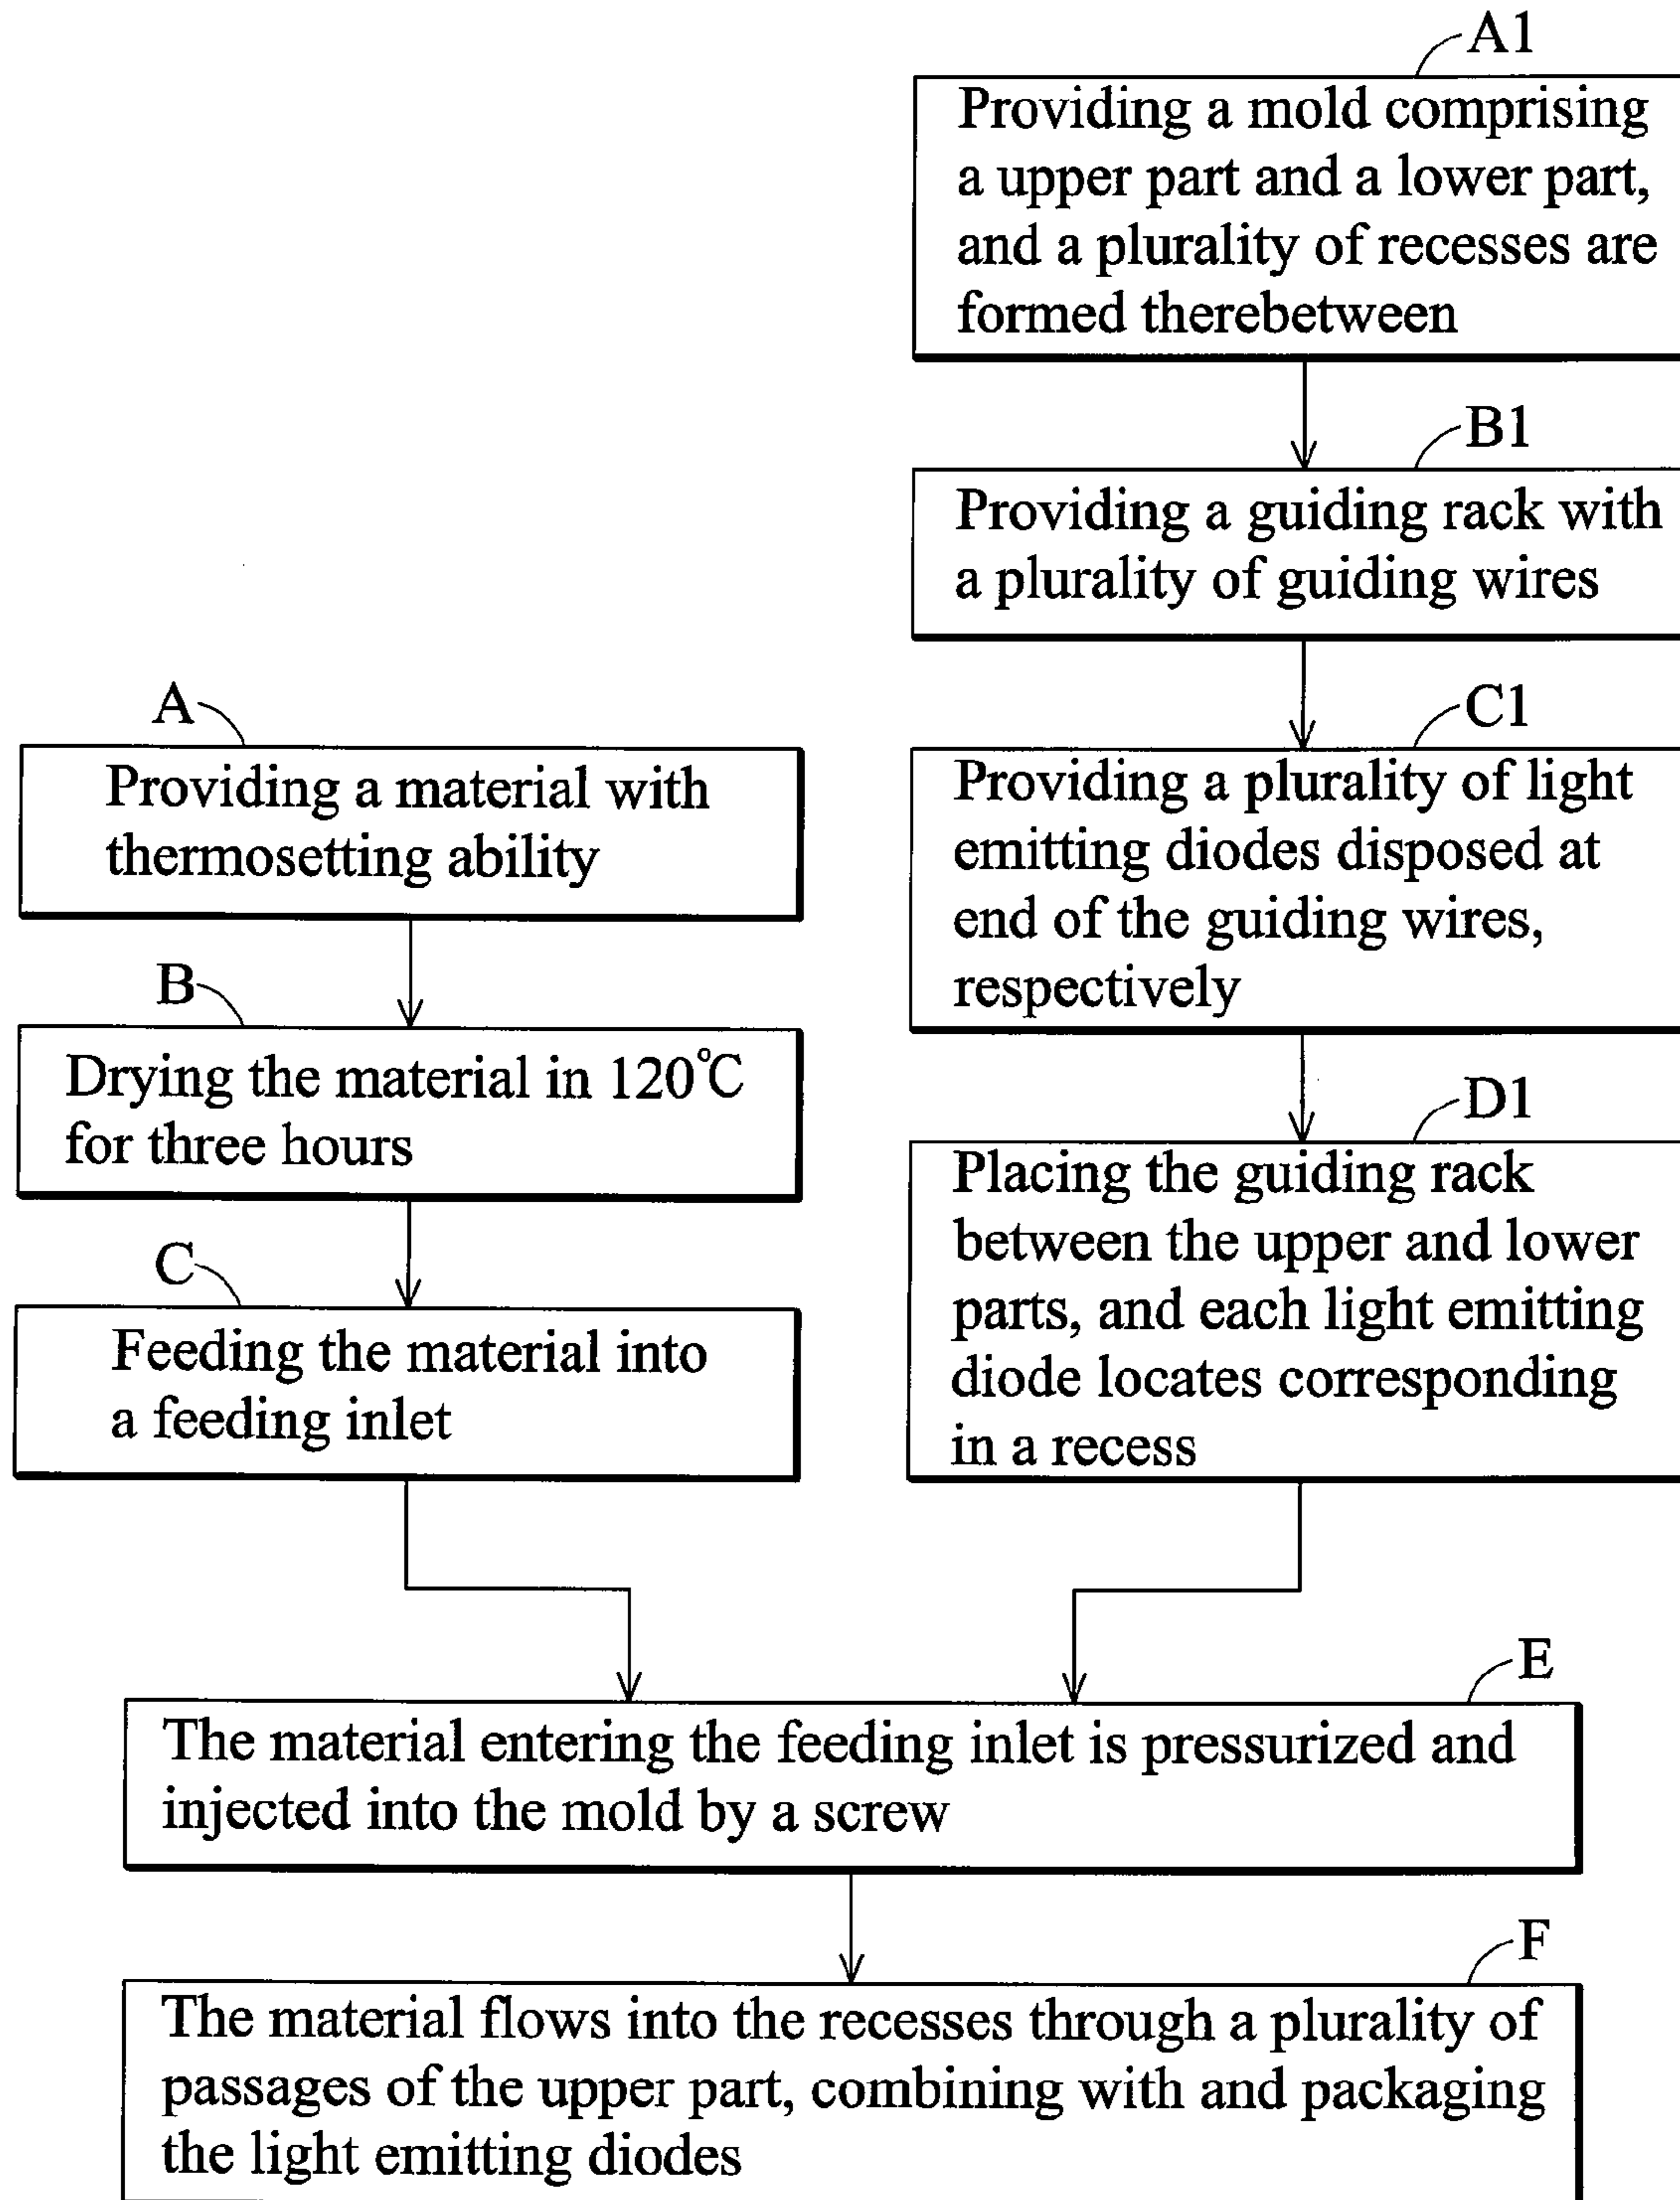 A1
Providing a mold comprising
a upper part and a lower part,
and a plurality of recesses are
formed therebetween
B1
Providing a guiding rack with
a plurality of guiding wires
C1
Providing a plurality of light
emitting diodes disposed at
end of the guiding wires,
respectively
D1
Placing the guiding rack
between the upper and lower
parts, and each light emitting
diode locates corresponding
in a recess
A
Providing a material with
thermosetting ability
B
Drying the material in 120℃
for three hours
C
Feeding the material into
a feeding inlet
E
The material entering the feeding inlet is pressurized and
injected into the mold by a screw
F
The material flows into the recesses through a plurality of
passages of the upper part, combining with and packaging
the light emitting diodes